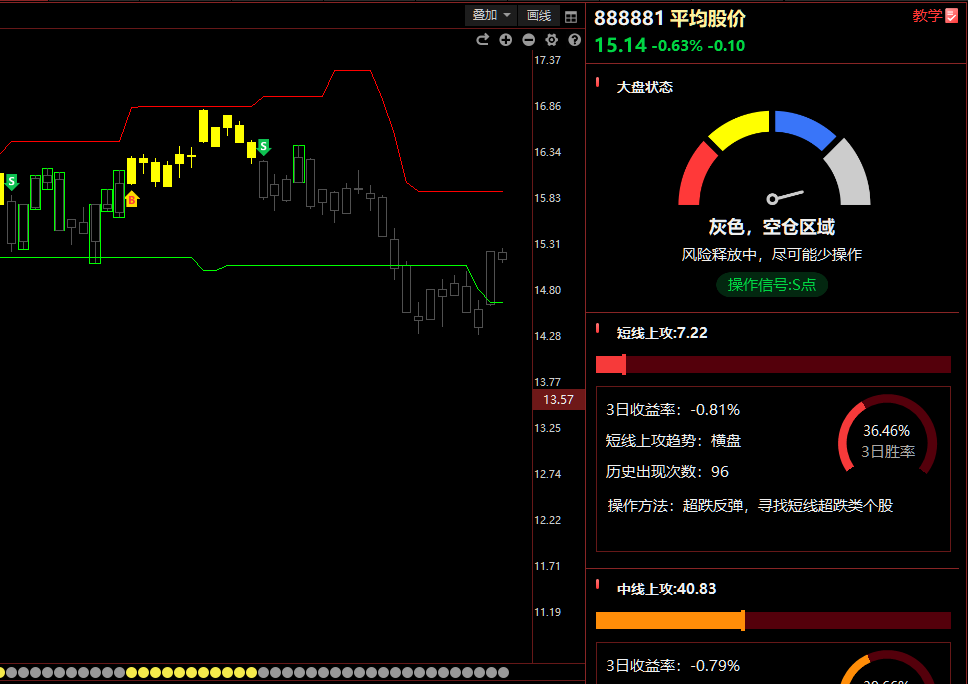 叠加 画线
17.37
16.86
16.34
15.83
15.31
14.80
14.28
13.77
13.57
13.25
12.74
12.22
11.71
11.19
S
S
B
888881 平均股价
教学
15.14 -0.63% -0.10
大盘状态
灰色，空仓区域
风险释放中，尽可能少操作
操作信号:S点
短线上攻:7.22
3日收益率：-0.81%
短线上攻趋势：横盘
历史出现次数：96
操作方法：超跌反弹，寻找短线超跌类个股
36.46%
3日胜率
中线上攻:40.83
3日收益率：-0.79%